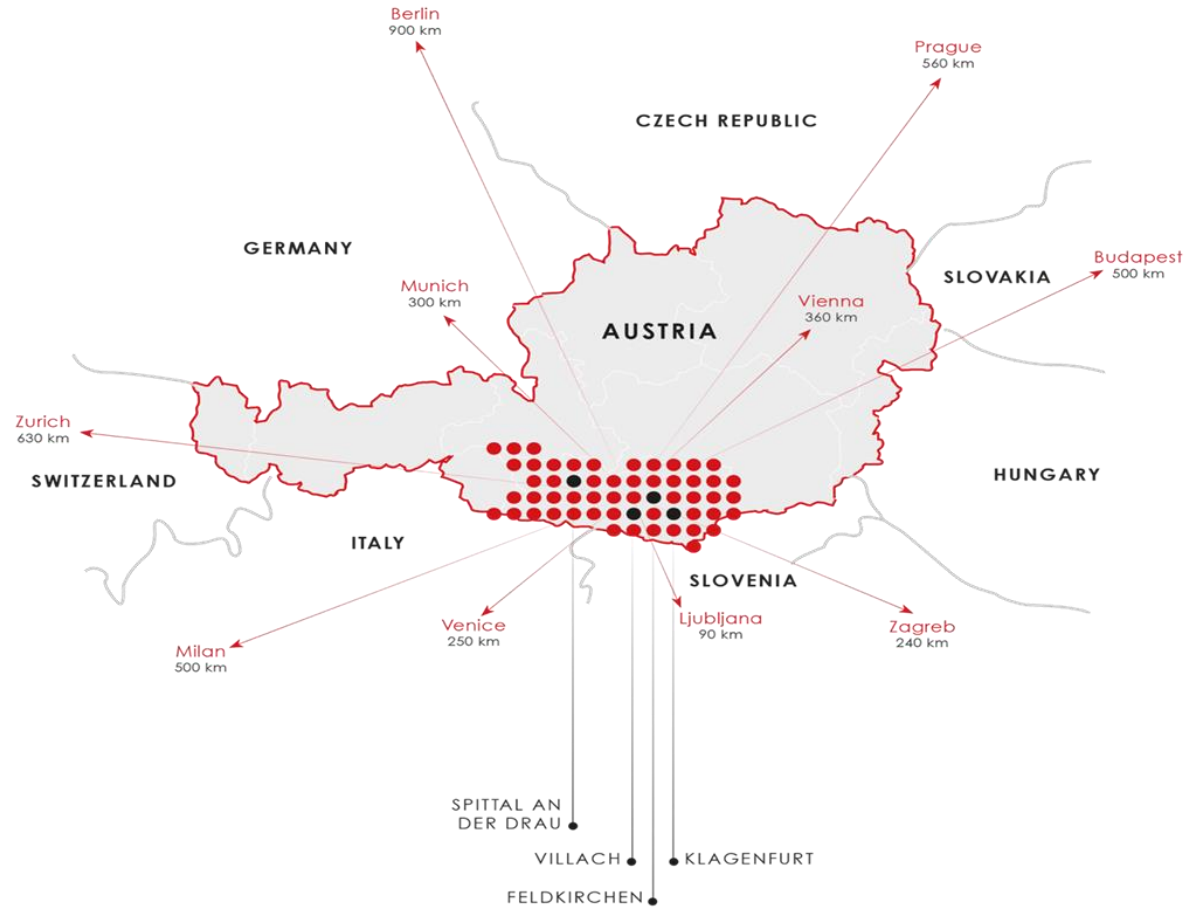 Berlin
900 km
Prague
560 km
CZECH REPUBLIC
GERMANY
Budapest
500 km
SLOVAKIA
Munich
300 km
Vienna
360 km
AUSTRIA
Zurich
630 km
SWITZERLAND
HUNGARY
ITALY
SLOVENIA
Venice
250 km
Ljubljana
90 km
Zagreb
240 km
Milan
500 km
SPITTAL AN
DER DRAU
VILLACH
KLAGENFURT
FELDKIRCHEN